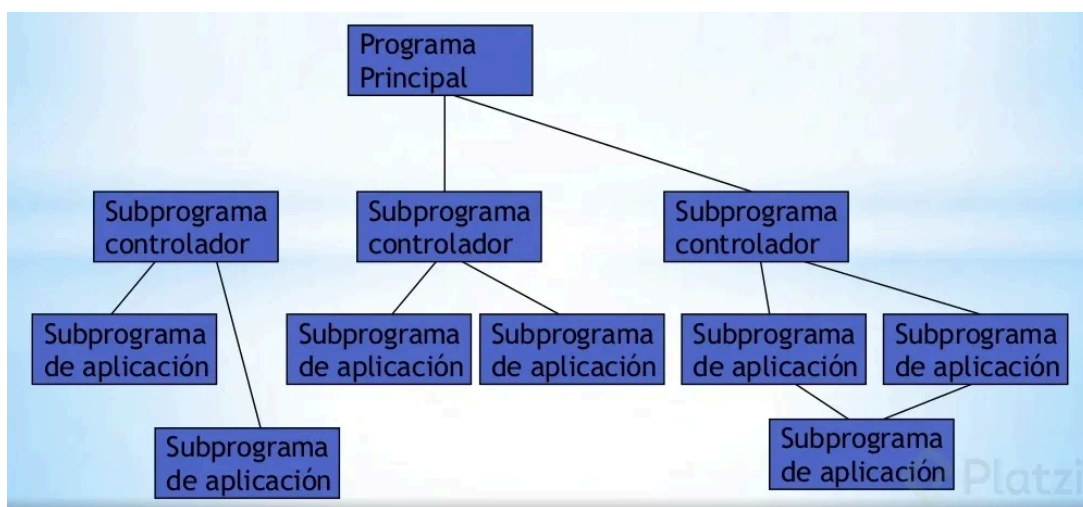 Programa
Principal
Subprograma
controlador
Subprograma
controlador
Subprograma
controlador
Subprograma
de aplicación
Subprograma
de aplicación
Subprograma
de aplicación
Subprograma
de aplicación
Subprograma
de aplicación
Subprograma
de aplicación
Subprograma
de aplicación
Platzi